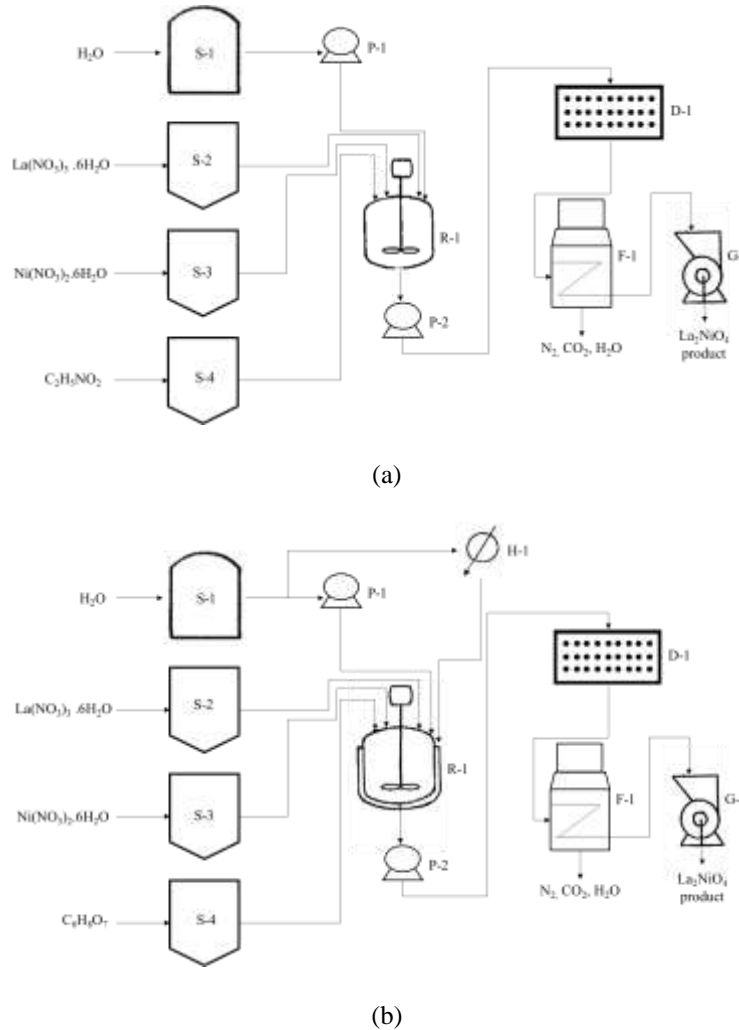 H₂O
S-1
P-1
D-1
La(NO₃)₃ .6H₂O
S-2
R-1
Ni(NO₃)₂.6H₂O
S-3
F-1
G-
P-2
N₂, CO₂, H₂O
La₂NiO₄
product
C₂H₅NO₂
S-4
(a)
H₂O
S-1
P-1
H-1
D-1
La(NO₃)₃ .6H₂O
S-2
R-1
Ni(NO₃)₂.6H₂O
S-3
F-1
G-
P-2
N₂, CO₂, H₂O
La₂NiO₄
product
C₆H₈O₇
S-4
(b)